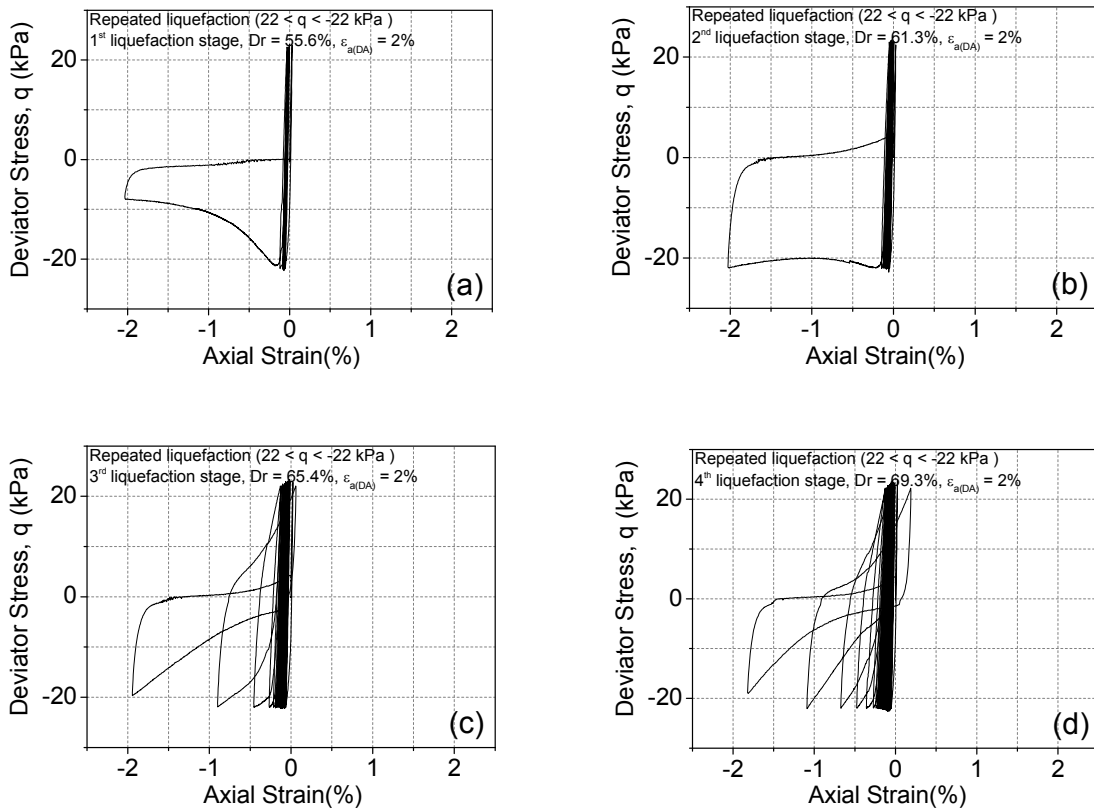 Repeated liquefaction (22 < q < -22 kPa )
1st liquefaction stage, Dr = 55.6%, εa(DA) = 2%
Deviator Stress, q (kPa)
20
0
-20
(a)
-2 -1 0 1 2
Axial Strain(%)
Repeated liquefaction (22 < q < -22 kPa )
2nd liquefaction stage, Dr = 61.3%, εa(DA) = 2%
Deviator Stress, q (kPa)
20
0
-20
(b)
-2 -1 0 1 2
Axial Strain(%)
Repeated liquefaction (22 < q < -22 kPa )
3rd liquefaction stage, Dr = 65.4%, εa(DA) = 2%
Deviator Stress, q (kPa)
20
0
-20
(c)
-2 -1 0 1 2
Axial Strain(%)
Repeated liquefaction (22 < q < -22 kPa )
4th liquefaction stage, Dr = 69.3%, εa(DA) = 2%
Deviator Stress, q (kPa)
20
0
-20
(d)
-2 -1 0 1 2
Axial Strain(%)